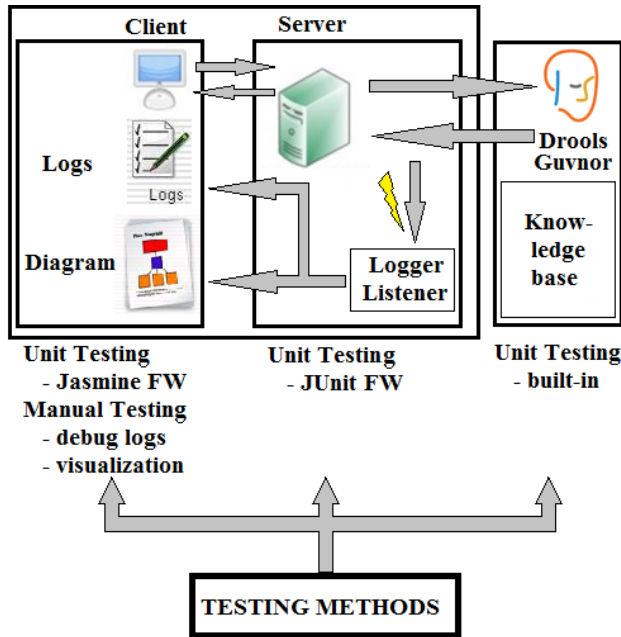 Client
Server
Logs
Logs
Diagram
Drools
Guvnor
Know-
ledge
base
Logger
Listener
Unit Testing
- Jasmine FW
Manual Testing
- debug logs
- visualization
Unit Testing
- JUnit FW
Unit Testing
- built-in
TESTING METHODS